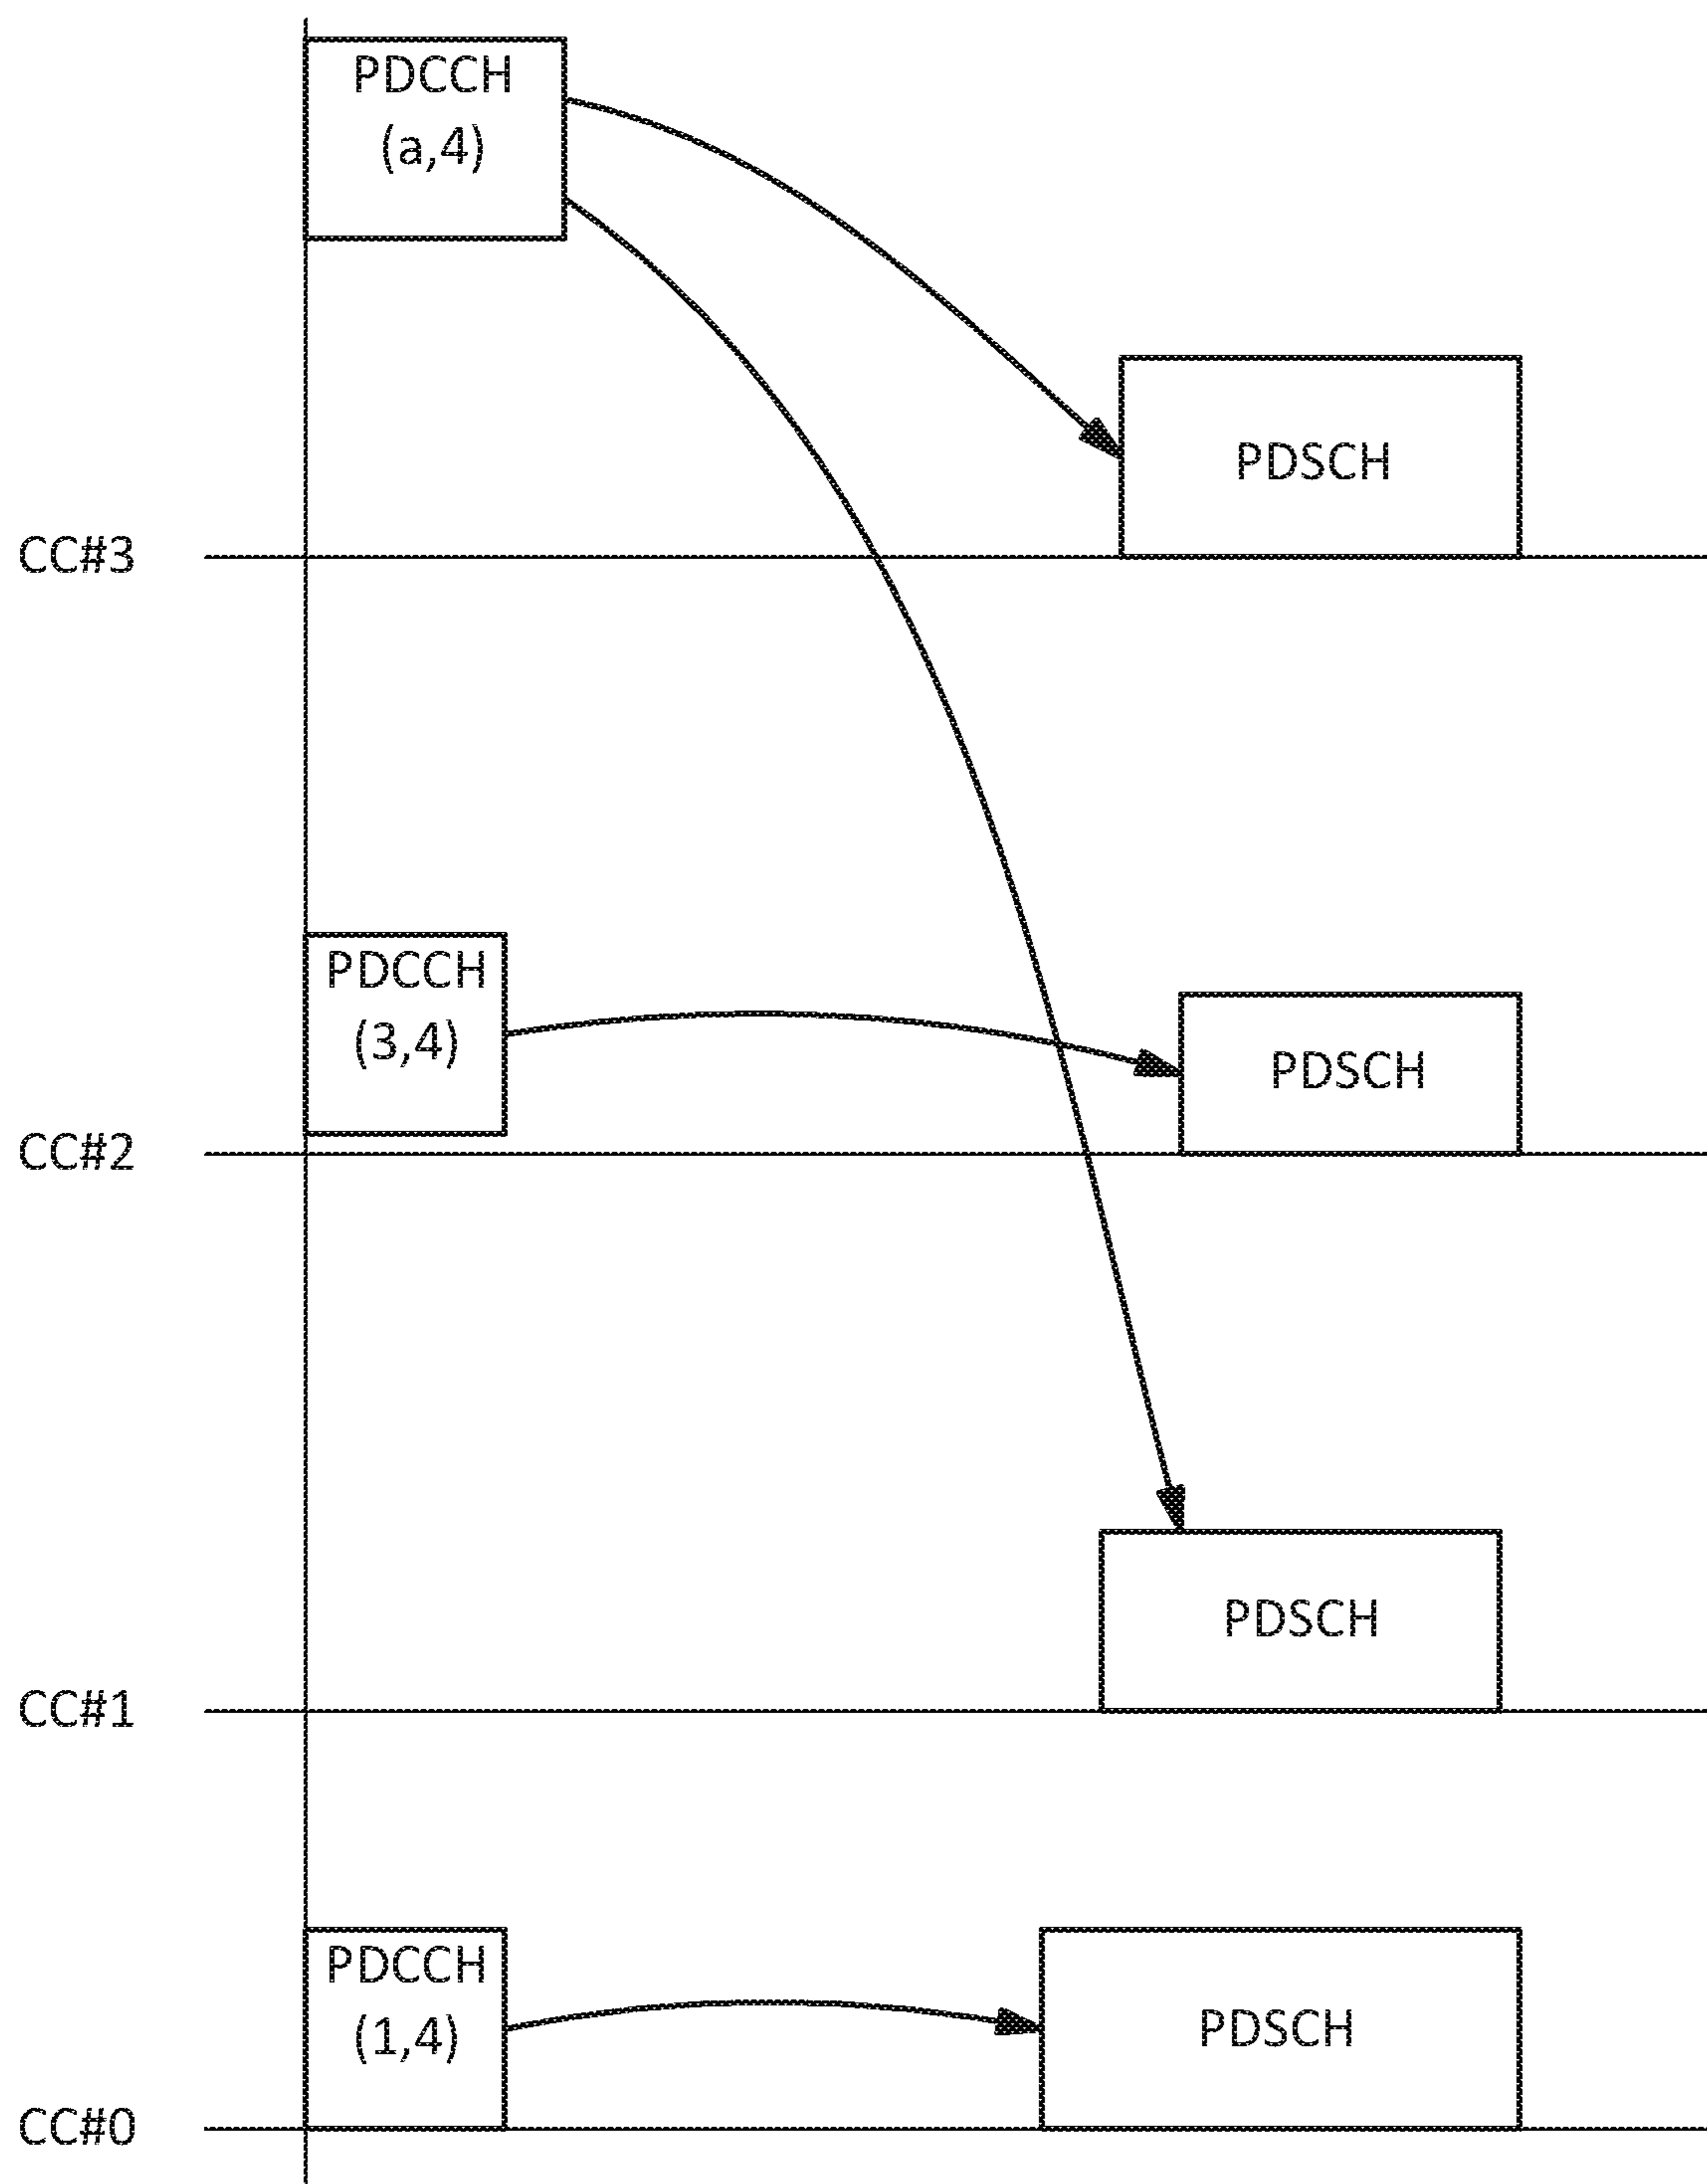 PDCCH
(a,4)
PDSCH
CC#3
PDCCH
(3,4)
PDSCH
CC#2
PDSCH
CC#1
PDCCH
(1,4)
PDSCH
CC#0